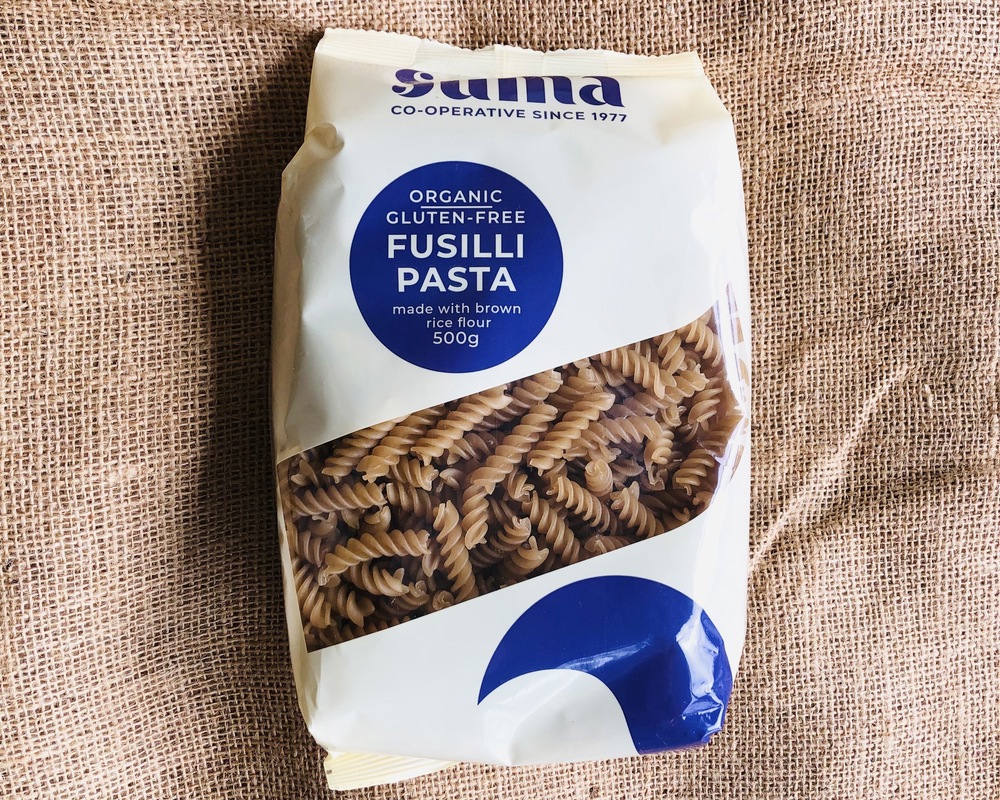 suma
CO-OPERATIVE SINCE 1977
ORGANIC
GLUTEN-FREE
FUSILLI
PASTA
made with brown
rice flour
500g